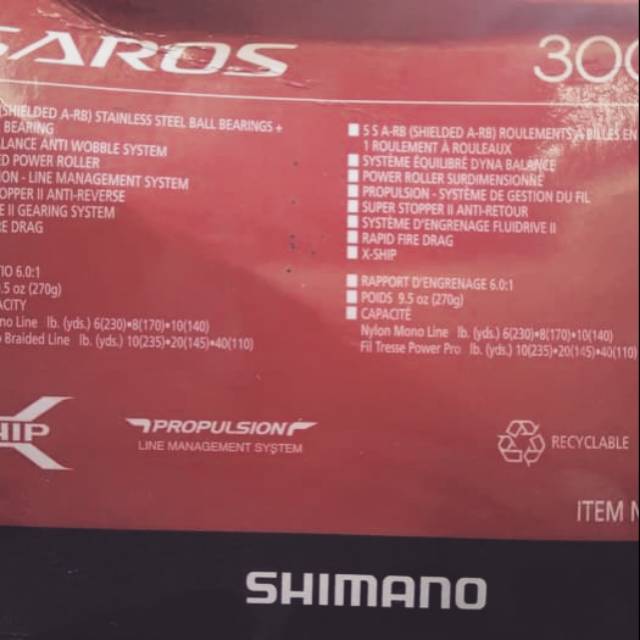 SAROS 300
(SHIELDED A-RB) STAINLESS STEEL BALL BEARINGS +
BEARING
ALANCE ANTI WOBBLE SYSTEM
ED POWER ROLLER
ION - LINE MANAGEMENT SYSTEM
OPPER II ANTI-REVERSE
E II GEARING SYSTEM
RE DRAG
IO 6.0:1
.5 oz (270g)
ACITY
no Line lb. (yds.) 6(230)•8(170)•10(140)
Braided Line lb. (yds.) 10(235)•20(145)•40(110)
5 S A-RB (SHIELDED A-RB) ROULEMENTS À BILLES EN
1 ROULEMENT À ROULEAUX
SYSTÈME ÉQUILIBRÉ DYNA BALANCE
POWER ROLLER SURDIMENSIONNÉ
PROPULSION - SYSTÈME DE GESTION DU FIL
SUPER STOPPER II ANTI-RETOUR
SYSTÈME D'ENGRENAGE FLUIDRIVE II
RAPID FIRE DRAG
X-SHIP
RAPPORT D'ENGRENAGE 6.0:1
POIDS 9.5 oz (270g)
CAPACITÉ
Nylon Mono Line lb. (yds.) 6(230)•8(170)•10(140)
Fil Tresse Power Pro lb. (yds.) 10(235)•20(145)•40(110)
HIP
PROPULSION
LINE MANAGEMENT SYSTEM
RECYCLABLE
ITEM N
SHIMANO